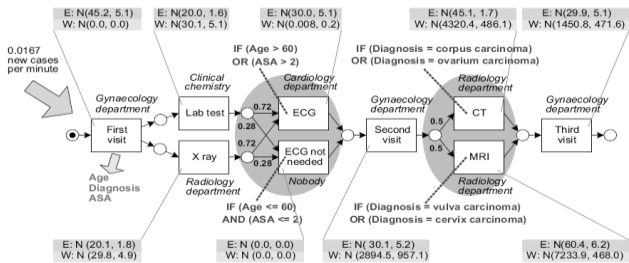 E: N(45.2, 5.1)
W: N(0.0, 0.0)
E: N(20.0, 1.6)
W: N(30.1, 5.1)
E: N(30.0, 5.1)
W: N(0.008, 0.2)
E: N(45.1, 1.7)
W: N(4320.4, 486.1)
E: N(29.9, 5.1)
W: N(1450.8, 471.6)
0.0167
new cases
per minute
Clinical
chemistry
IF (Age > 60)
OR (ASA > 2)
Cardiology
department
IF (Diagnosis = corpus carcinoma)
OR (Diagnosis = ovarium carcinoma)
Radiology
department
Gynaecology
department
First
visit
Lab test
0.72
0.28
ECG
Gynaecology
department
Second
visit
0.5
CT
Gynaecology
department
Third
visit
X ray
0.72
0.28
ECG not
needed
0.5
MRI
Age
Diagnosis
ASA
Radiology
department
Nobody
Radiology
department
IF (Age <= 60)
AND (ASA <= 2)
IF (Diagnosis = vulva carcinoma)
OR (Diagnosis = cervix carcinoma)
E: N (20.1, 1.8)
W: N (29.8, 4.9)
E: N (0.0, 0.0)
W: N (0.0, 0.0)
E: N (30.1, 5.2)
W: N (2894.5, 957.1)
E: N(60.4, 6.2)
W: N(7233.9, 468.0)